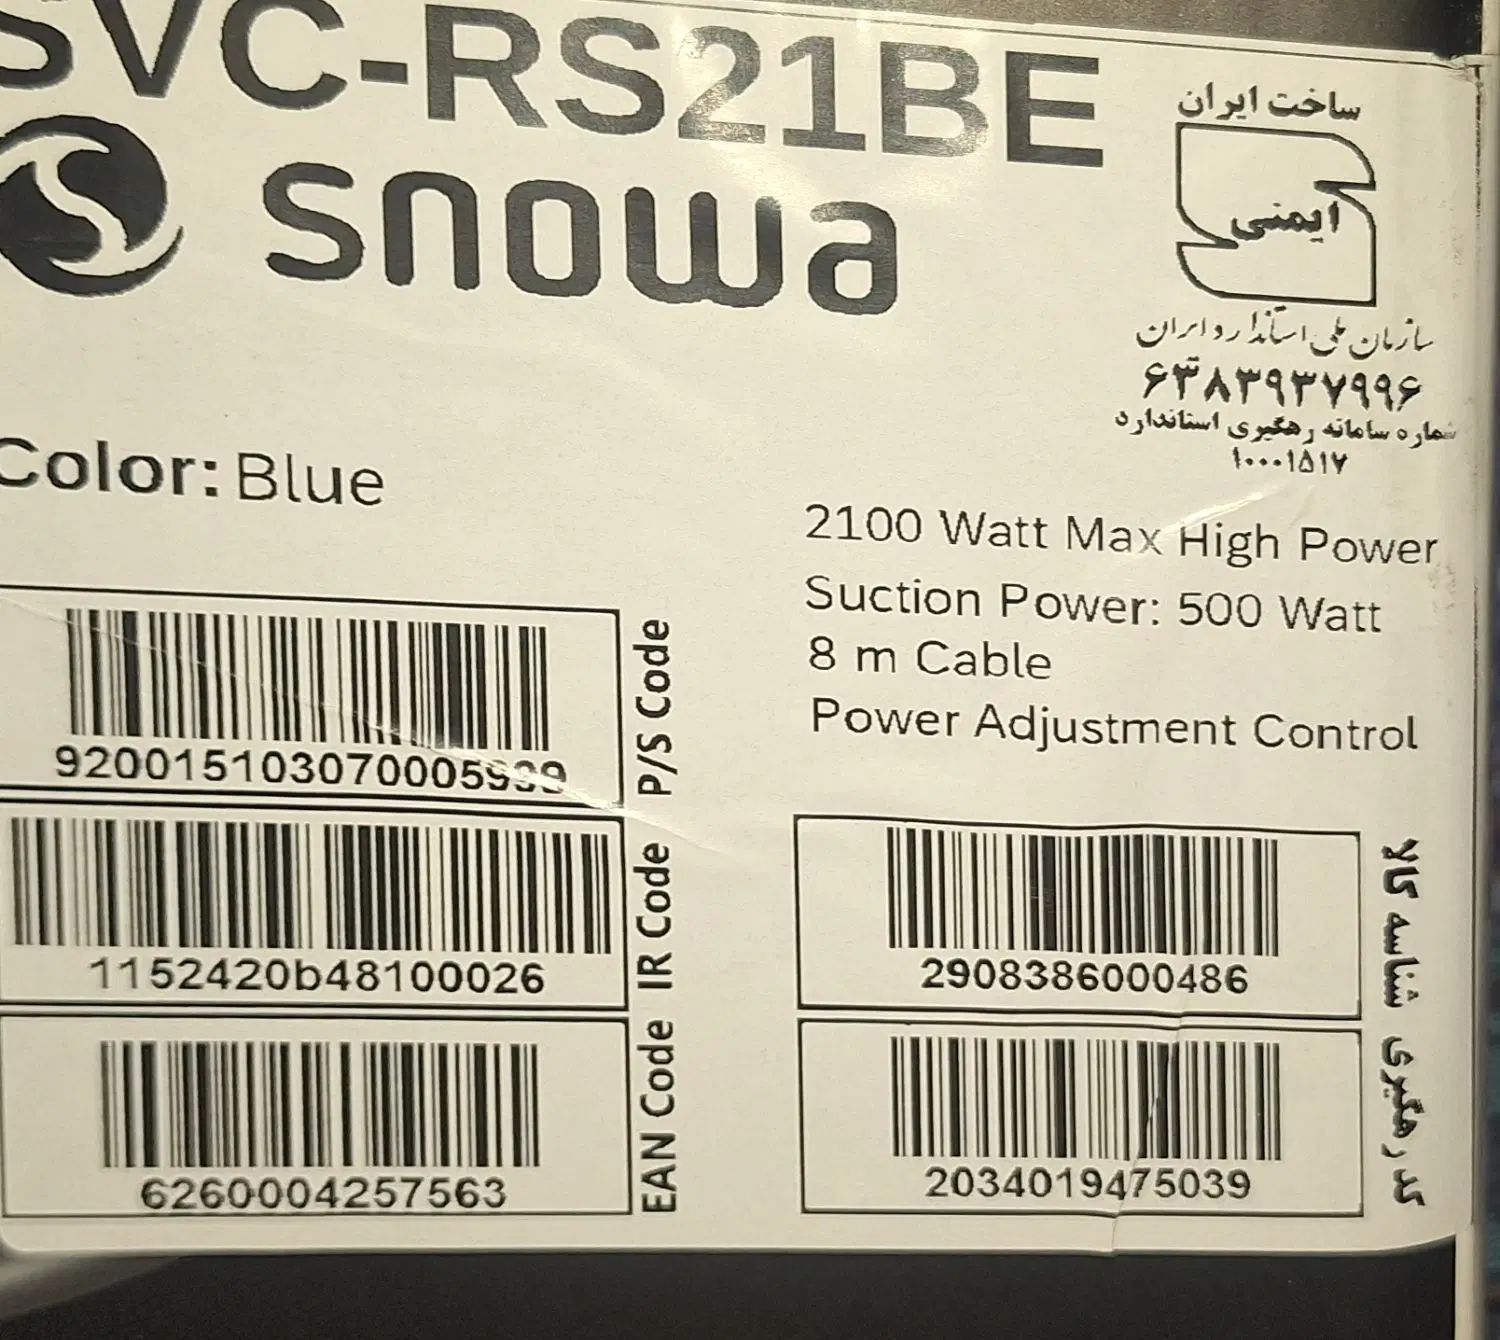 SVC-RS21BE
snowa
ساخت ایران
ایمنی
سازمان ملی استاندارد ایران
۶۳۸۳۹۳۷۹۹۶
شماره سامانه رهگیری استاندارد
۱۰۰۰۱۵۱۷
Color: Blue
2100 Watt Max High Power
Suction Power: 500 Watt
8 m Cable
Power Adjustment Control
920015103070005999
P/S Code
1152420b48100026
IR Code
6260004257563
EAN Code
2908386000486
شناسه کالا
2034019475039
کد رهگیری